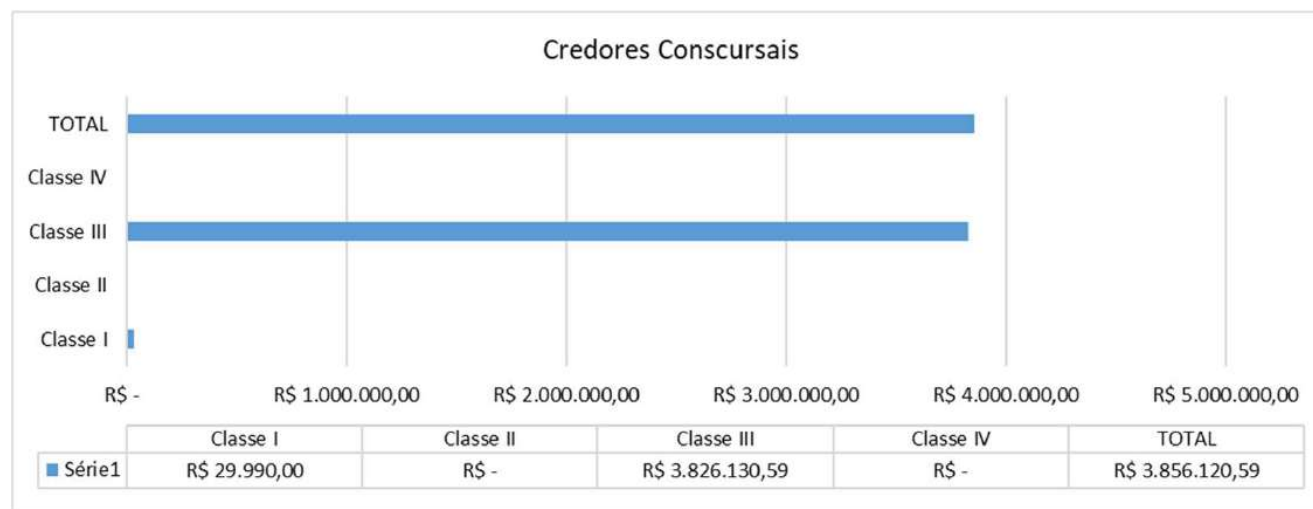 Credores Conscursais
TOTAL
Classe IV
Classe III
Classe II
Classe I
R$ - R$ 1.000.000,00 R$ 2.000.000,00 R$ 3.000.000,00 R$ 4.000.000,00 R$ 5.000.000,00
Classe I Classe II Classe III Classe IV TOTAL
Série1 R$ 29.990,00 R$ - R$ 3.826.130,59 R$ - R$ 3.856.120,59